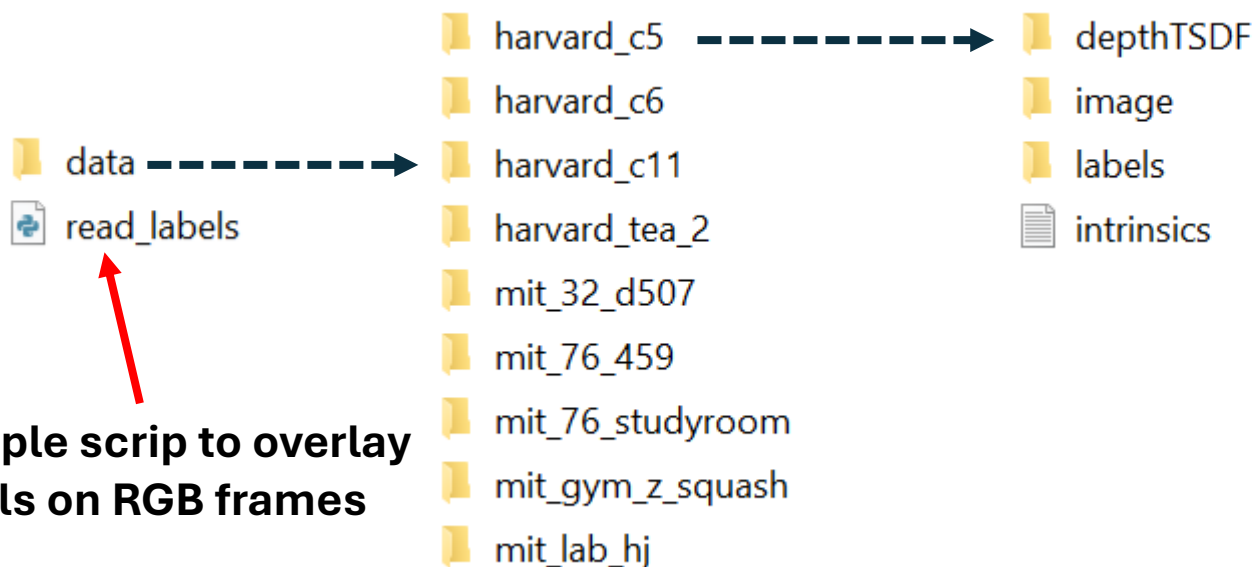 data
read_labels
ple scrip to overlay
ls on RGB frames
harvard_c5
harvard_c6
harvard_c11
harvard_tea_2
mit_32_d507
mit_76_459
mit_76_studyroom
mit_gym_z_squash
mit_lab_hj
depthTSDF
image
labels
intrinsics